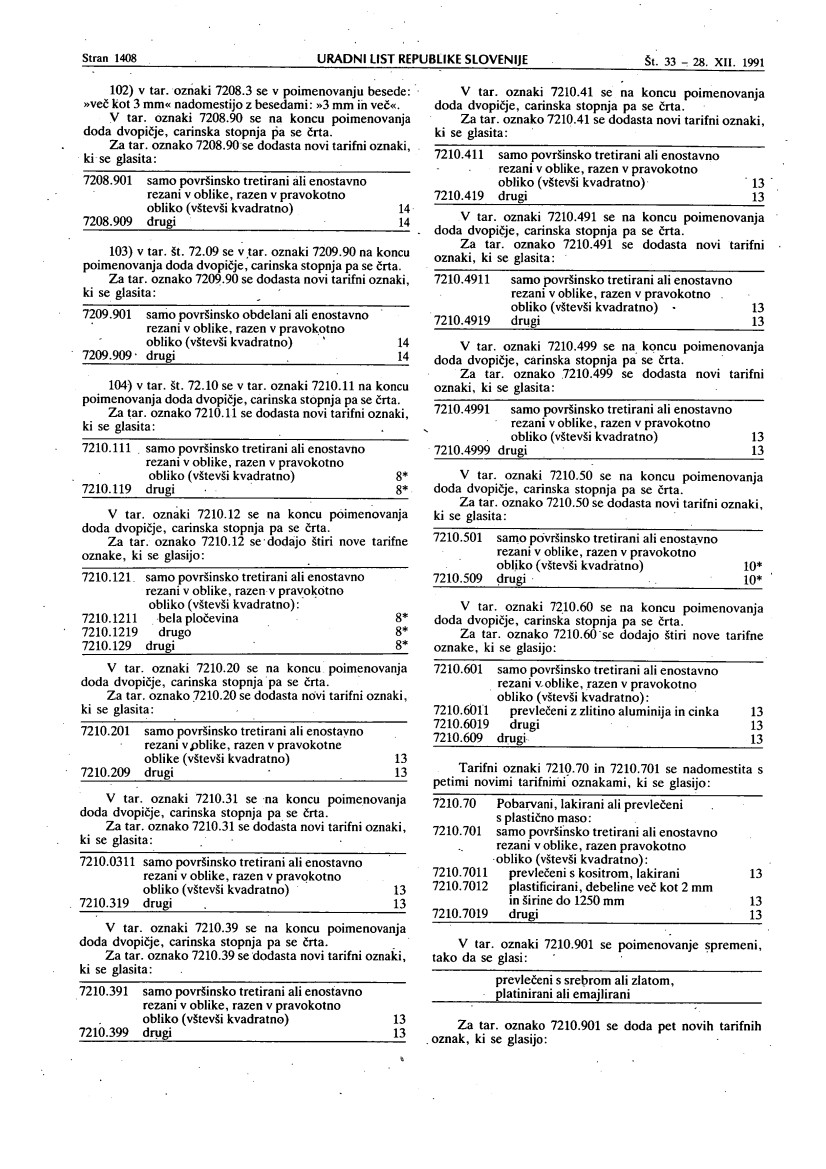 Stran 1408
URADNI LIST REPUBLIKE SLOVENIJE
Št. 33 – 28. XII. 1991
102) v tar. oznaki 7208.3 se v poimenovanju besede:
»več kot 3 mm« nadomestijo z besedami: »3 mm in več«.
V tar. oznaki 7208.90 se na koncu poimenovanja
doda dvopičje, carinska stopnja pa se črta.
Za tar. oznako 7208.90 se dodasta novi tarifni oznaki,
ki se glasita:
7208.901 samo površinsko tretirani ali enostavno
rezani v oblike, razen v pravokotno
obliko (vštevši kvadratno) 14
7208.909 drugi 14
103) v tar. št. 72.09 se v tar. oznaki 7209.90 na koncu
poimenovanja doda dvopičje, carinska stopnja pa se črta.
Za tar. oznako 7209.90 se dodasta novi tarifni oznaki,
ki se glasita:
7209.901 samo površinsko obdelani ali enostavno
rezani v oblike, razen v pravokotno
obliko (vštevši kvadratno) 14
7209.909 drugi 14
104) v tar. št. 72.10 se v tar. oznaki 7210.11 na koncu
poimenovanja doda dvopičje, carinska stopnja pa se črta.
Za tar. oznako 7210.11 se dodasta novi tarifni oznaki,
ki se glasita:
7210.111 samo površinsko tretirani ali enostavno
rezani v oblike, razen v pravokotno
obliko (vštevši kvadratno) 8*
7210.119 drugi 8*
V tar. oznaki 7210.12 se na koncu poimenovanja
doda dvopičje, carinska stopnja pa se črta.
Za tar. oznako 7210.12 se dodajo štiri nove tarifne
oznake, ki se glasijo:
7210.121 samo površinsko tretirani ali enostavno
rezani v oblike, razen v pravokotno
obliko (vštevši kvadratno):
7210.1211 bela pločevina 8*
7210.1219 drugo 8*
7210.129 drugi 8*
V tar. oznaki 7210.20 se na koncu poimenovanja
doda dvopičje, carinska stopnja pa se črta.
Za tar. oznako 7210.20 se dodasta novi tarifni oznaki,
ki se glasita:
7210.201 samo površinsko tretirani ali enostavno
rezani v oblike, razen v pravokotne
oblike (vštevši kvadratno) 13
7210.209 drugi 13
V tar. oznaki 7210.31 se na koncu poimenovanja
doda dvopičje, carinska stopnja pa se črta.
Za tar. oznako 7210.31 se dodasta novi tarifni oznaki,
ki se glasita:
7210.0311 samo površinsko tretirani ali enostavno
rezani v oblike, razen v pravokotno
obliko (vštevši kvadratno) 13
7210.319 drugi 13
V tar. oznaki 7210.39 se na koncu poimenovanja
doda dvopičje, carinska stopnja pa se črta.
Za tar. oznako 7210.39 se dodasta novi tarifni oznaki,
ki se glasita:
7210.391 samo površinsko tretirani ali enostavno
rezani v oblike, razen v pravokotno
obliko (vštevši kvadratno) 13
7210.399 drugi 13
V tar. oznaki 7210.41 se na koncu poimenovanja
doda dvopičje, carinska stopnja pa se črta.
Za tar. oznako 7210.41 se dodasta novi tarifni oznaki,
ki se glasita:
7210.411 samo površinsko tretirani ali enostavno
rezani v oblike, razen v pravokotno
obliko (vštevši kvadratno) 13
7210.419 drugi 13
V tar. oznaki 7210.491 se na koncu poimenovanja
doda dvopičje, carinska stopnja pa se črta.
Za tar. oznako 7210.491 se dodasta novi tarifni
oznaki, ki se glasita:
7210.4911 samo površinsko tretirani ali enostavno
rezani v oblike, razen v pravokotno
obliko (vštevši kvadratno) 13
7210.4919 drugi 13
V tar. oznaki 7210.499 se na koncu poimenovanja
doda dvopičje, carinska stopnja pa se črta.
Za tar. oznako 7210.499 se dodasta novi tarifni
oznaki, ki se glasita:
7210.4991 samo površinsko tretirani ali enostavno
rezani v oblike, razen v pravokotno
obliko (vštevši kvadratno) 13
7210.4999 drugi 13
V tar. oznaki 7210.50 se na koncu poimenovanja
doda dvopičje, carinska stopnja pa se črta.
Za tar. oznako 7210.50 se dodasta novi tarifni oznaki,
ki se glasita:
7210.501 samo površinsko tretirani ali enostavno
rezani v oblike, razen v pravokotno
obliko (vštevši kvadratno) 10*
7210.509 drugi 10*
V tar. oznaki 7210.60 se na koncu poimenovanja
doda dvopičje, carinska stopnja pa se črta.
Za tar. oznako 7210.60 se dodajo štiri nove tarifne
oznake, ki se glasijo:
7210.601 samo površinsko tretirani ali enostavno
rezani v oblike, razen v pravokotno
obliko (vštevši kvadratno):
7210.6011 prevlečeni z zlitino aluminija in cinka 13
7210.6019 drugi 13
7210.609 drugi 13
Tarifni oznaki 7210.70 in 7210.701 se nadomestita s
petimi novimi tarifnimi oznakami, ki se glasijo:
7210.70 Pobarvani, lakirani ali prevlečeni
s plastično maso:
7210.701 samo površinsko tretirani ali enostavno
rezani v oblike, razen pravokotno
obliko (vštevši kvadratno):
7210.7011 prevlečeni s kositrom, lakirani 13
7210.7012 plastificirani, debeline več kot 2 mm
in širine do 1250 mm 13
7210.7019 drugi 13
V tar. oznaki 7210.901 se poimenovanje spremeni,
tako da se glasi:
prevlečeni s srebrom ali zlatom,
platinirani ali emajlirani
Za tar. oznako 7210.901 se doda pet novih tarifnih
oznak, ki se glasijo: